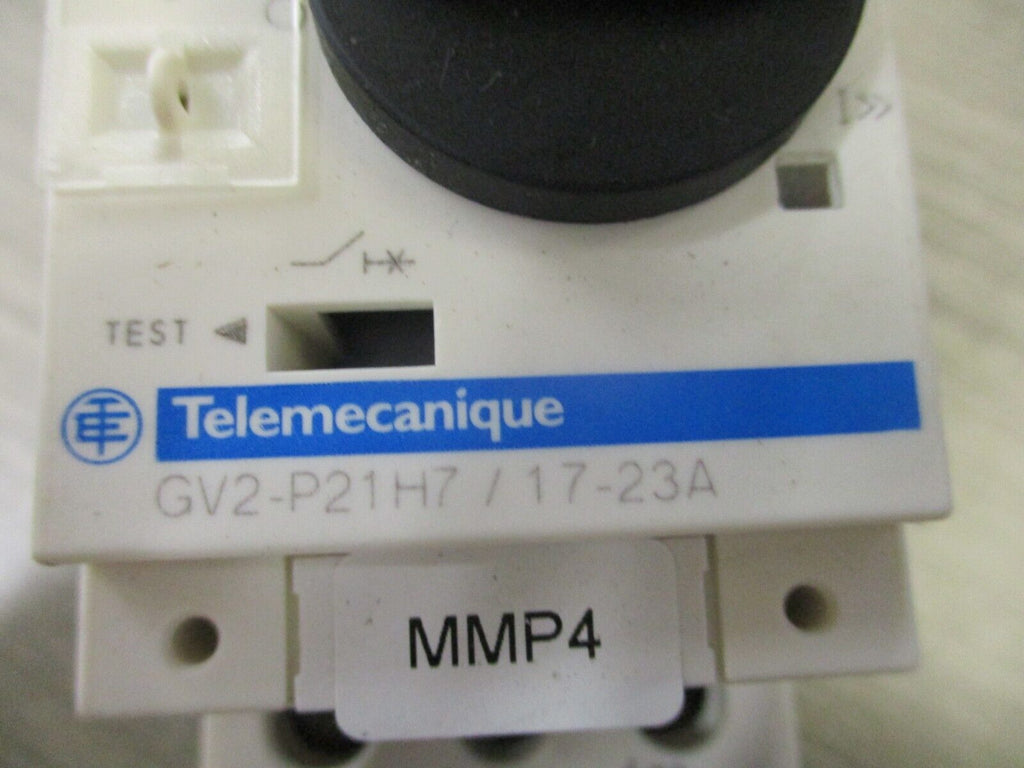 I>>
TEST
Telemecanique
GV2-P21H7 / 17-23A
MMP4